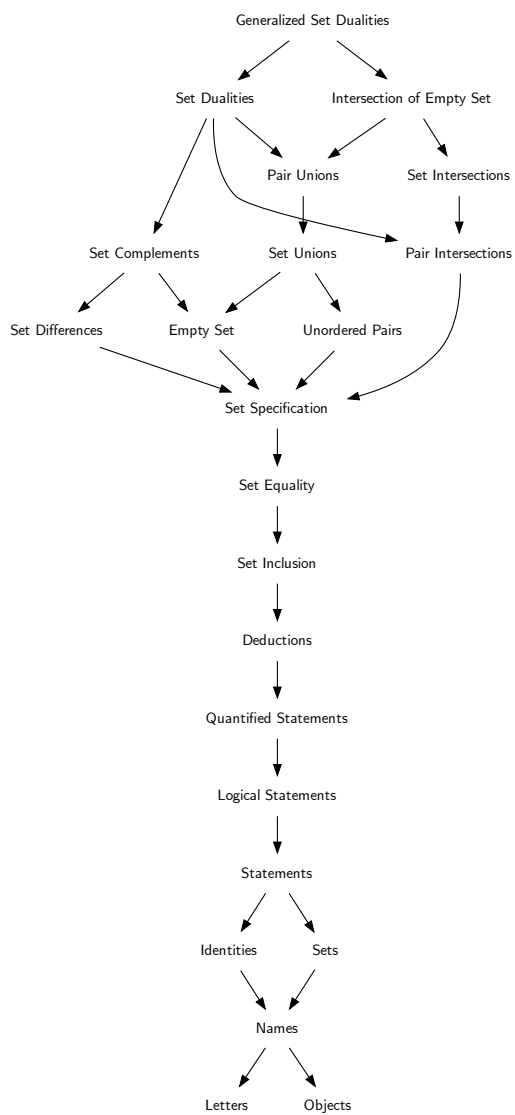 Generalized Set Dualities
Set Dualities
Intersection of Empty Set
Pair Unions
Set Intersections
Set Complements
Set Unions
Pair Intersections
Set Differences
Empty Set
Unordered Pairs
Set Specification
Set Equality
Set Inclusion
Deductions
Quantified Statements
Logical Statements
Statements
Identities
Sets
Names
Letters
Objects